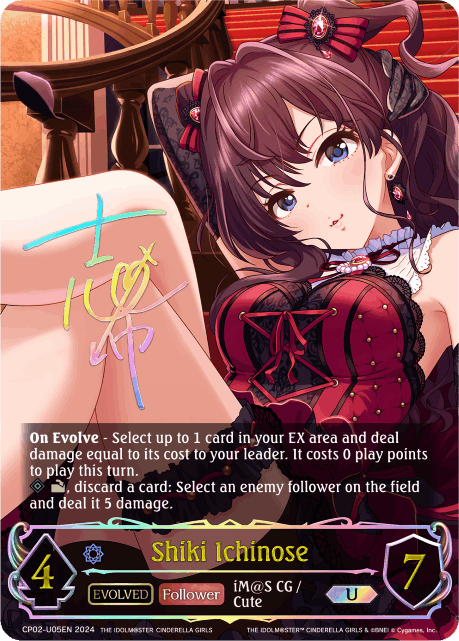 志希
On Evolve - Select up to 1 card in your EX area and deal
damage equal to its cost to your leader. It costs 0 play points
to play this turn.
, discard a card: Select an enemy follower on the field
and deal it 5 damage.
Shiki Ichinose
4
7
EVOLVED
Follower
iM@S CG /
Cute
U
CP02-U05EN 2024 THE IDOLM@STER CINDERELLA GIRLS THE IDOLM@STER™ CINDERELLA GIRLS & ©BNEI © Cygames, Inc.